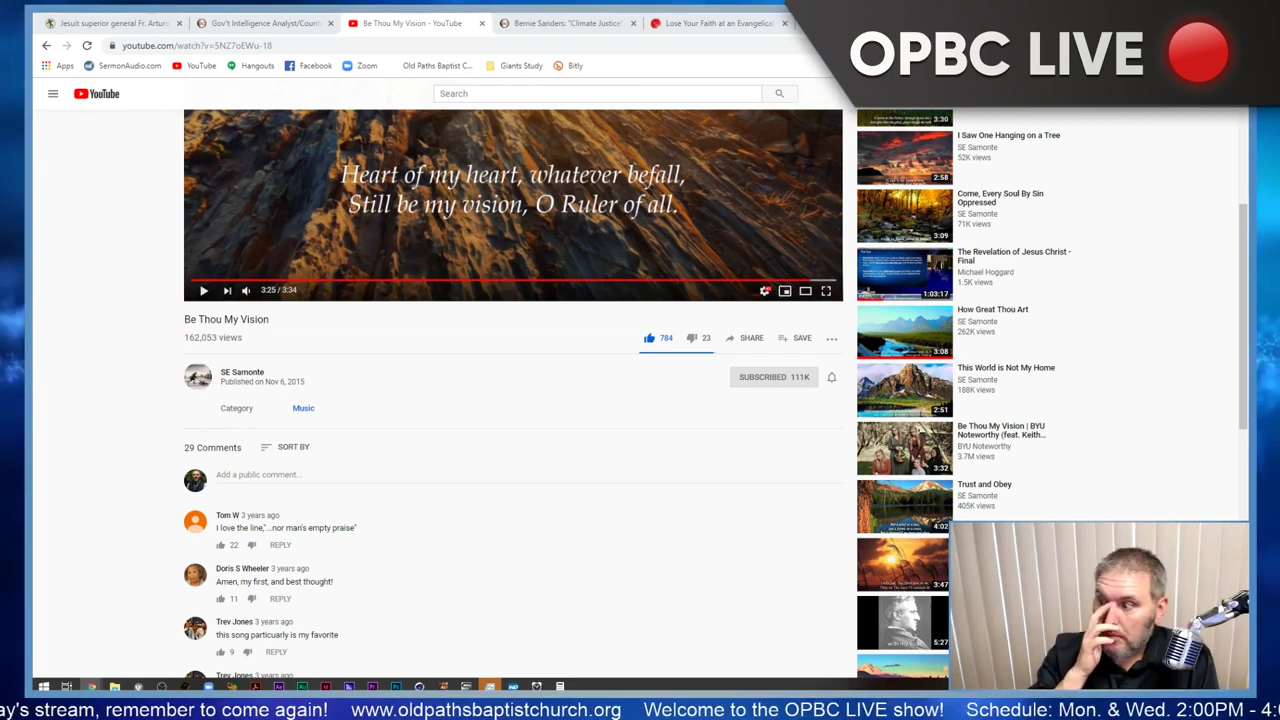 Jesuit superior general Fr. Arturo
Gov't Intelligence Analyst/Count
Be Thou My Vision - YouTube
Bernie Sanders: "Climate Justice"
Lose Your Faith at an Evangelical
OPBC LIVE
youtube.com/watch?v=5NZ7oEWu-18
Apps
SermonAudio.com
YouTube
Hangouts
Facebook
Zoom
Old Paths Baptist C...
Giants Study
Bitly
YouTube
Search
Heart of my heart, whatever befall,
Still be my vision, O Ruler of all.
3:25 / 3:34
Be Thou My Vision
162,053 views
784
23
SHARE
SAVE
SE Samonte
Published on Nov 6, 2015
SUBSCRIBED 111K
Category
Music
29 Comments
SORT BY
Add a public comment...
Tom W 3 years ago
I love the line,"...nor man's empty praise"
22
REPLY
Doris S Wheeler 3 years ago
Amen, my first, and best thought!
11
REPLY
Trev Jones 3 years ago
this song particuarly is my favorite
9
REPLY
Trev Jones 3 years ago
3:30
I Saw One Hanging on a Tree
SE Samonte
52K views
2:58
Come, Every Soul By Sin
Oppressed
SE Samonte
71K views
3:09
The Revelation of Jesus Christ -
Final
Michael Hoggard
1.5K views
1:03:17
How Great Thou Art
SE Samonte
262K views
3:08
This World is Not My Home
SE Samonte
188K views
2:51
Be Thou My Vision | BYU
Noteworthy (feat. Keith...
BYU Noteworthy
3.7M views
3:32
Trust and Obey
SE Samonte
405K views
4:02
3:47
5:27
ay's stream, remember to come again! www.oldpathsbaptistchurch.org Welcome to the OPBC LIVE show! Schedule: Mon. & Wed. 2:00PM - 4: